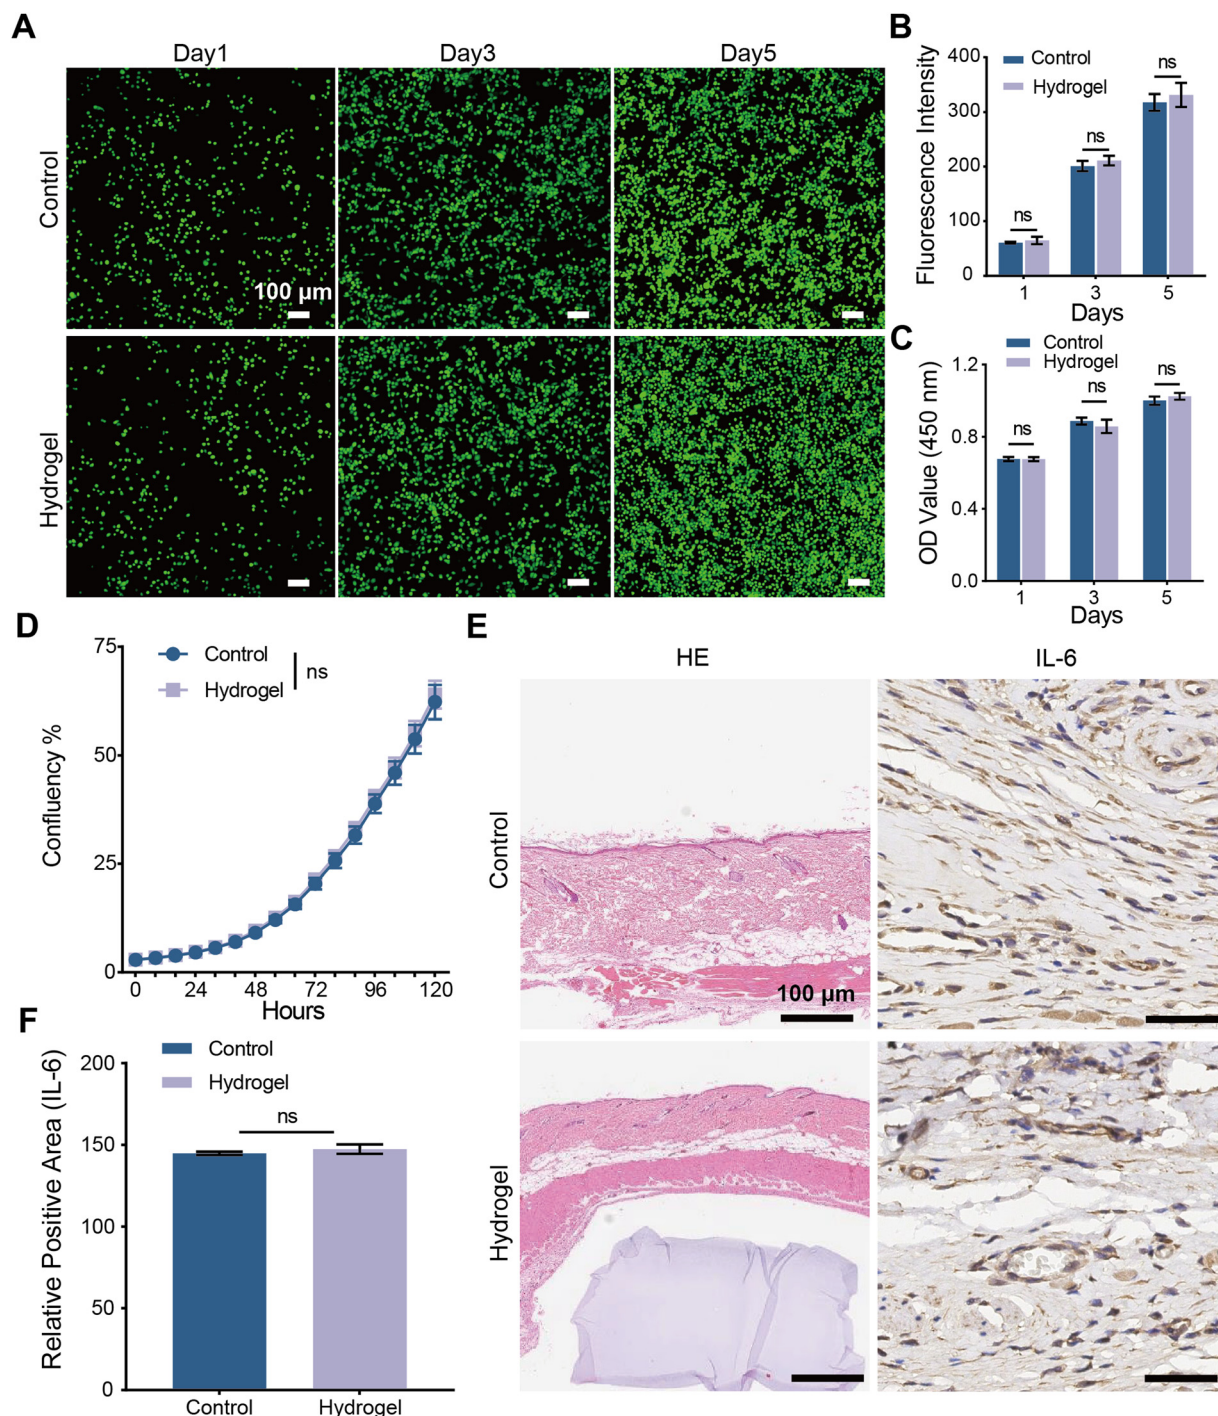 A
Day1
Day3
Day5
Control
100 µm
Hydrogel
B
Fluorescence Intensity
400
300
200
100
0
Control
Hydrogel
ns
ns
ns
1
3
5
Days
C
OD Value (450 nm)
1.2
0.8
0.4
0.0
Control
Hydrogel
ns
ns
ns
1
3
5
Days
D
Confluency %
75
50
25
0
Control
Hydrogel
ns
0
24
48
72
96
120
Hours
E
HE
IL-6
Control
100 µm
Hydrogel
F
Relative Positive Area (IL-6)
200
150
100
50
0
Control
Hydrogel
ns
Control
Hydrogel